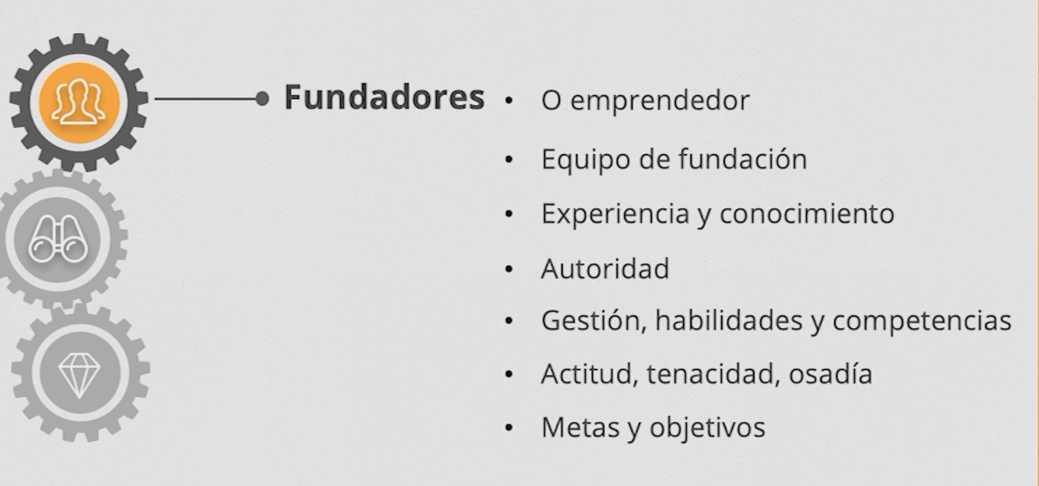 Fundadores
• O emprendedor
• Equipo de fundación
• Experiencia y conocimiento
• Autoridad
• Gestión, habilidades y competencias
• Actitud, tenacidad, osadía
• Metas y objetivos